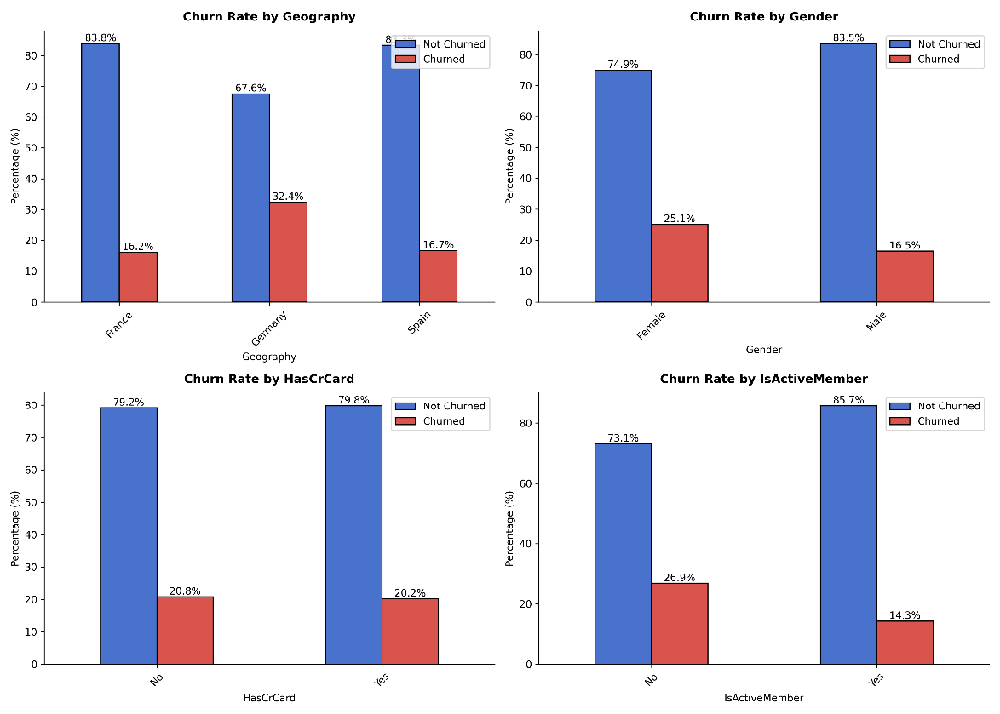 Churn Rate by Geography
Percentage (%)
0
10
20
30
40
50
60
70
80
83.8%
16.2%
67.6%
32.4%
16.7%
Not Churned
Churned
France
Germany
Spain
Geography
Churn Rate by Gender
Percentage (%)
0
10
20
30
40
50
60
70
80
74.9%
25.1%
83.5%
16.5%
Not Churned
Churned
Female
Male
Gender
Churn Rate by HasCrCard
Percentage (%)
0
10
20
30
40
50
60
70
80
79.2%
20.8%
79.8%
20.2%
Not Churned
Churned
No
Yes
HasCrCard
Churn Rate by IsActiveMember
Percentage (%)
0
20
40
60
80
73.1%
26.9%
85.7%
14.3%
Not Churned
Churned
No
Yes
IsActiveMember